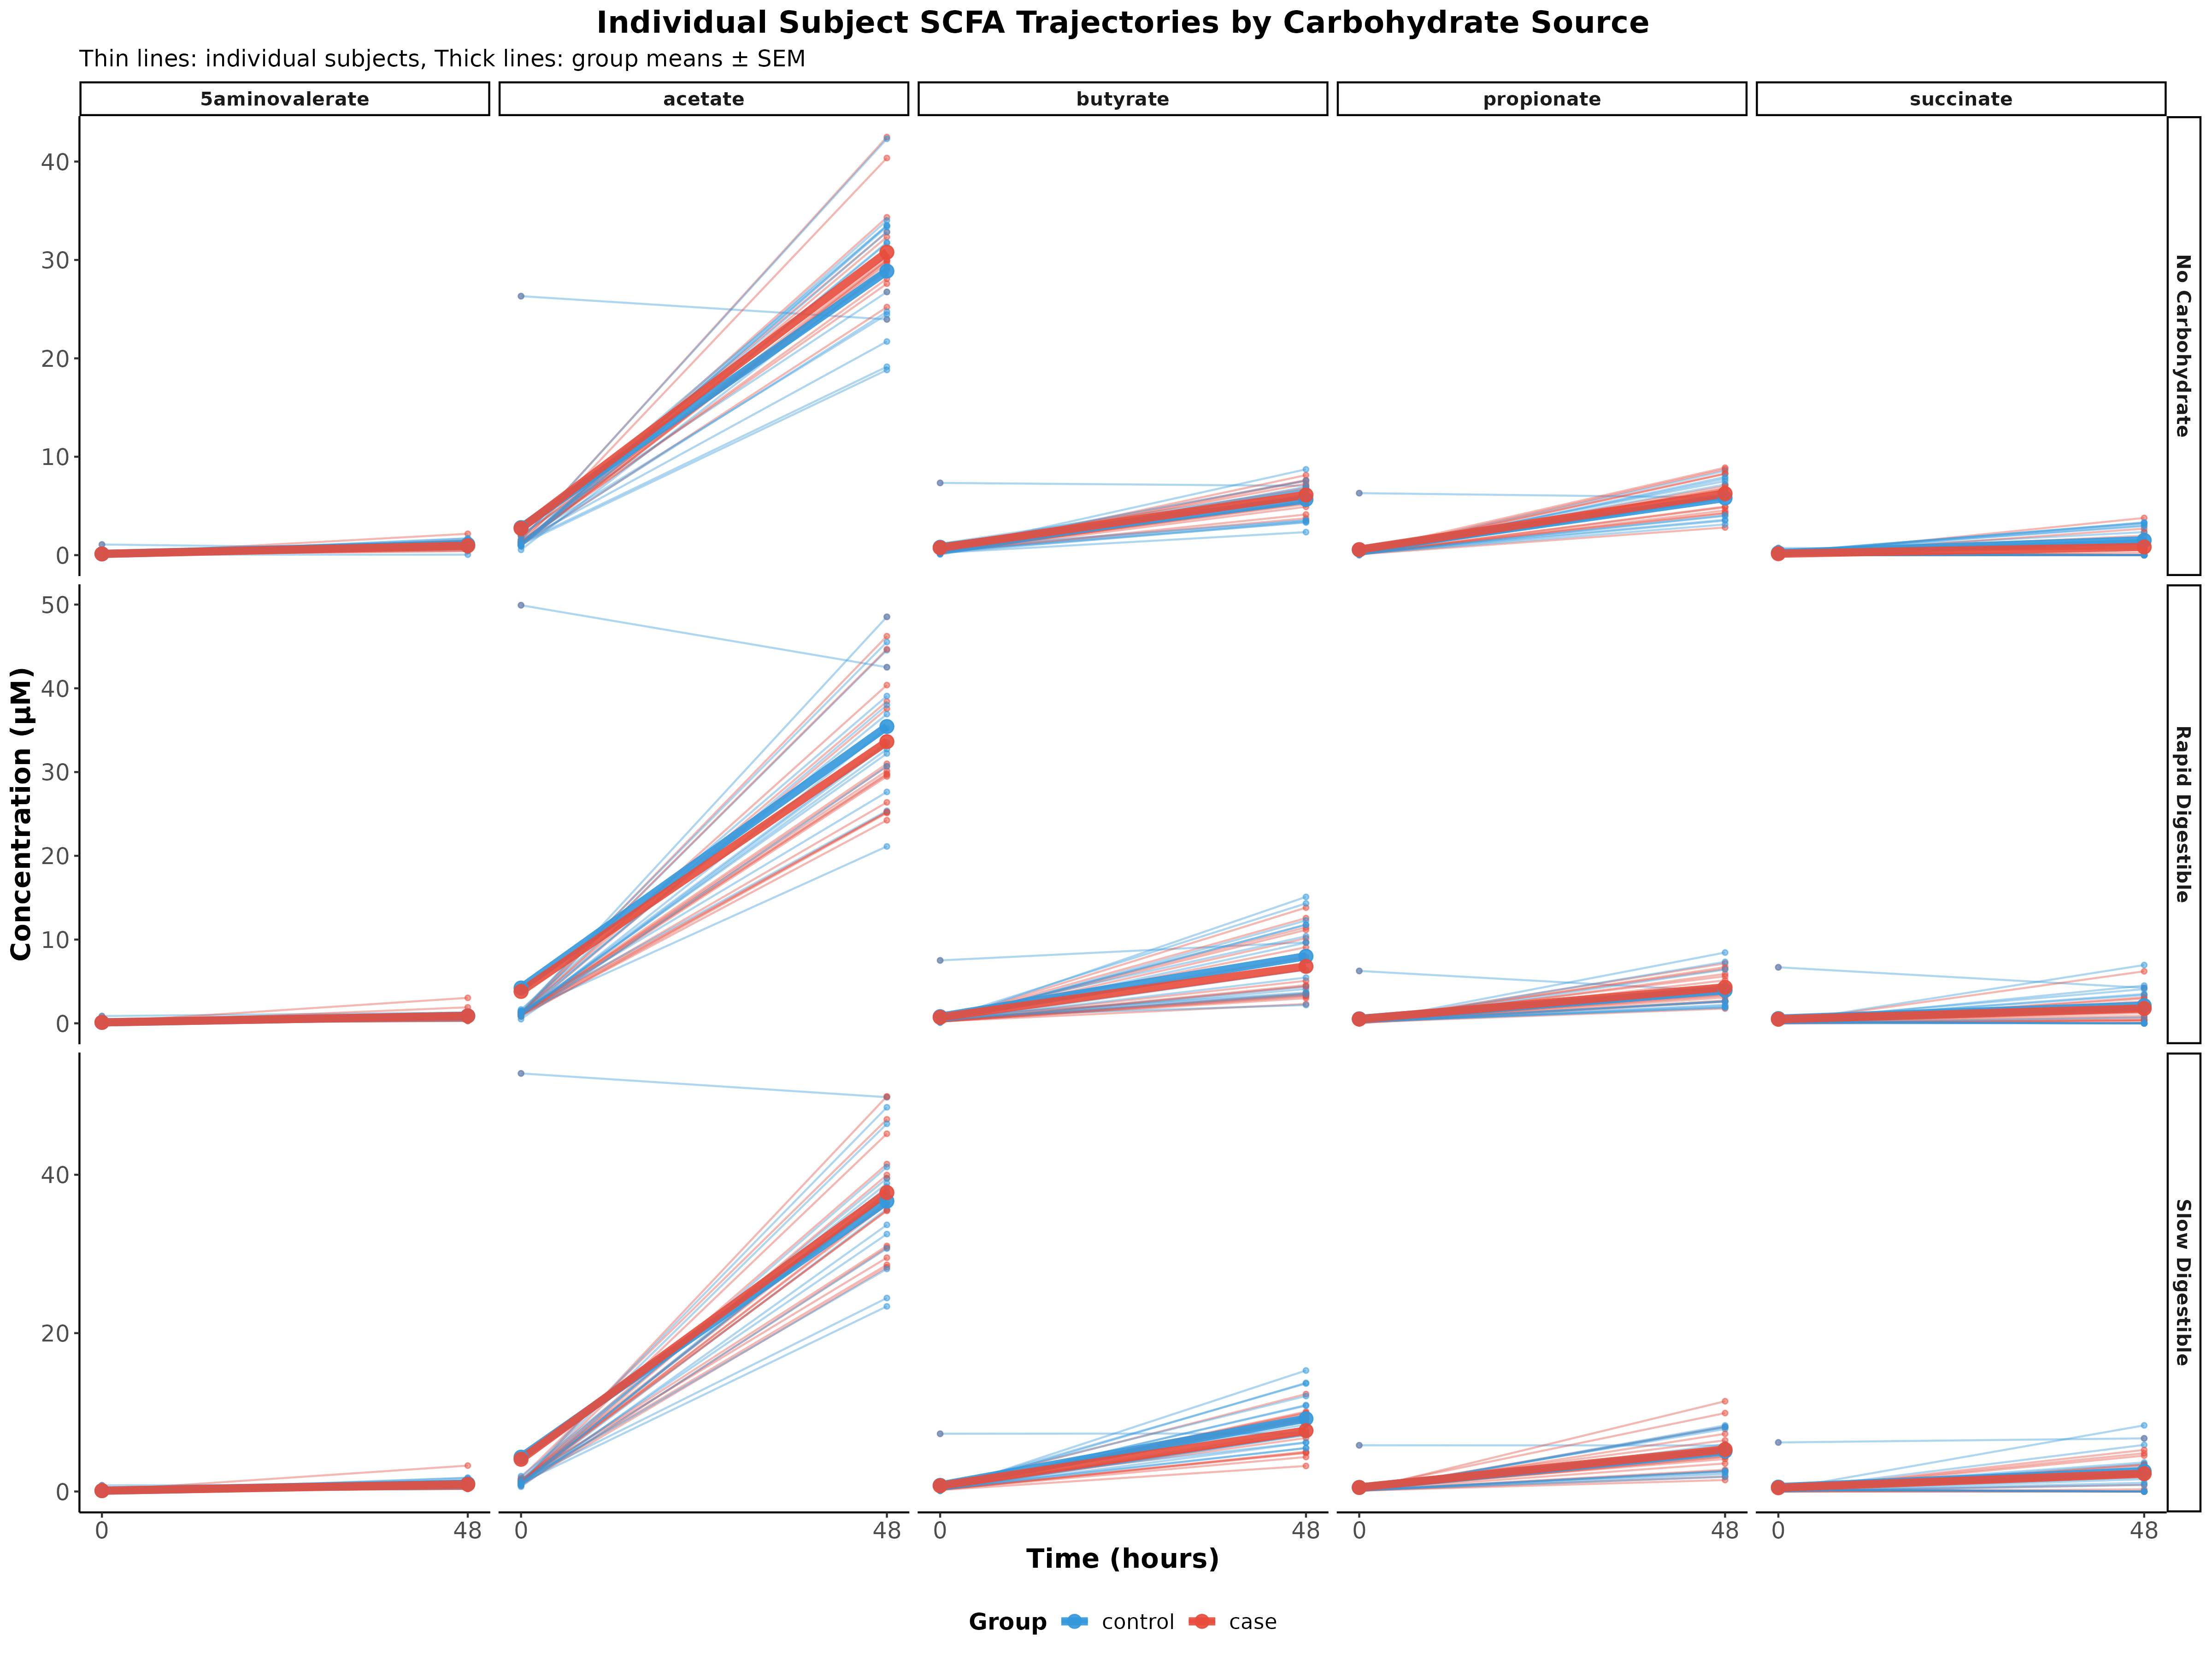 Individual Subject SCFA Trajectories by Carbohydrate Source
Thin lines: individual subjects, Thick lines: group means ± SEM
5aminovalerate acetate butyrate propionate succinate
40
30
20
10
0
No Carbohydrate
50
40
30
20
10
0
Rapid Digestible
Concentration (μM)
40
20
0
Slow Digestible
0 48 0 48 0 48 0 48 0 48
Time (hours)
Group control case